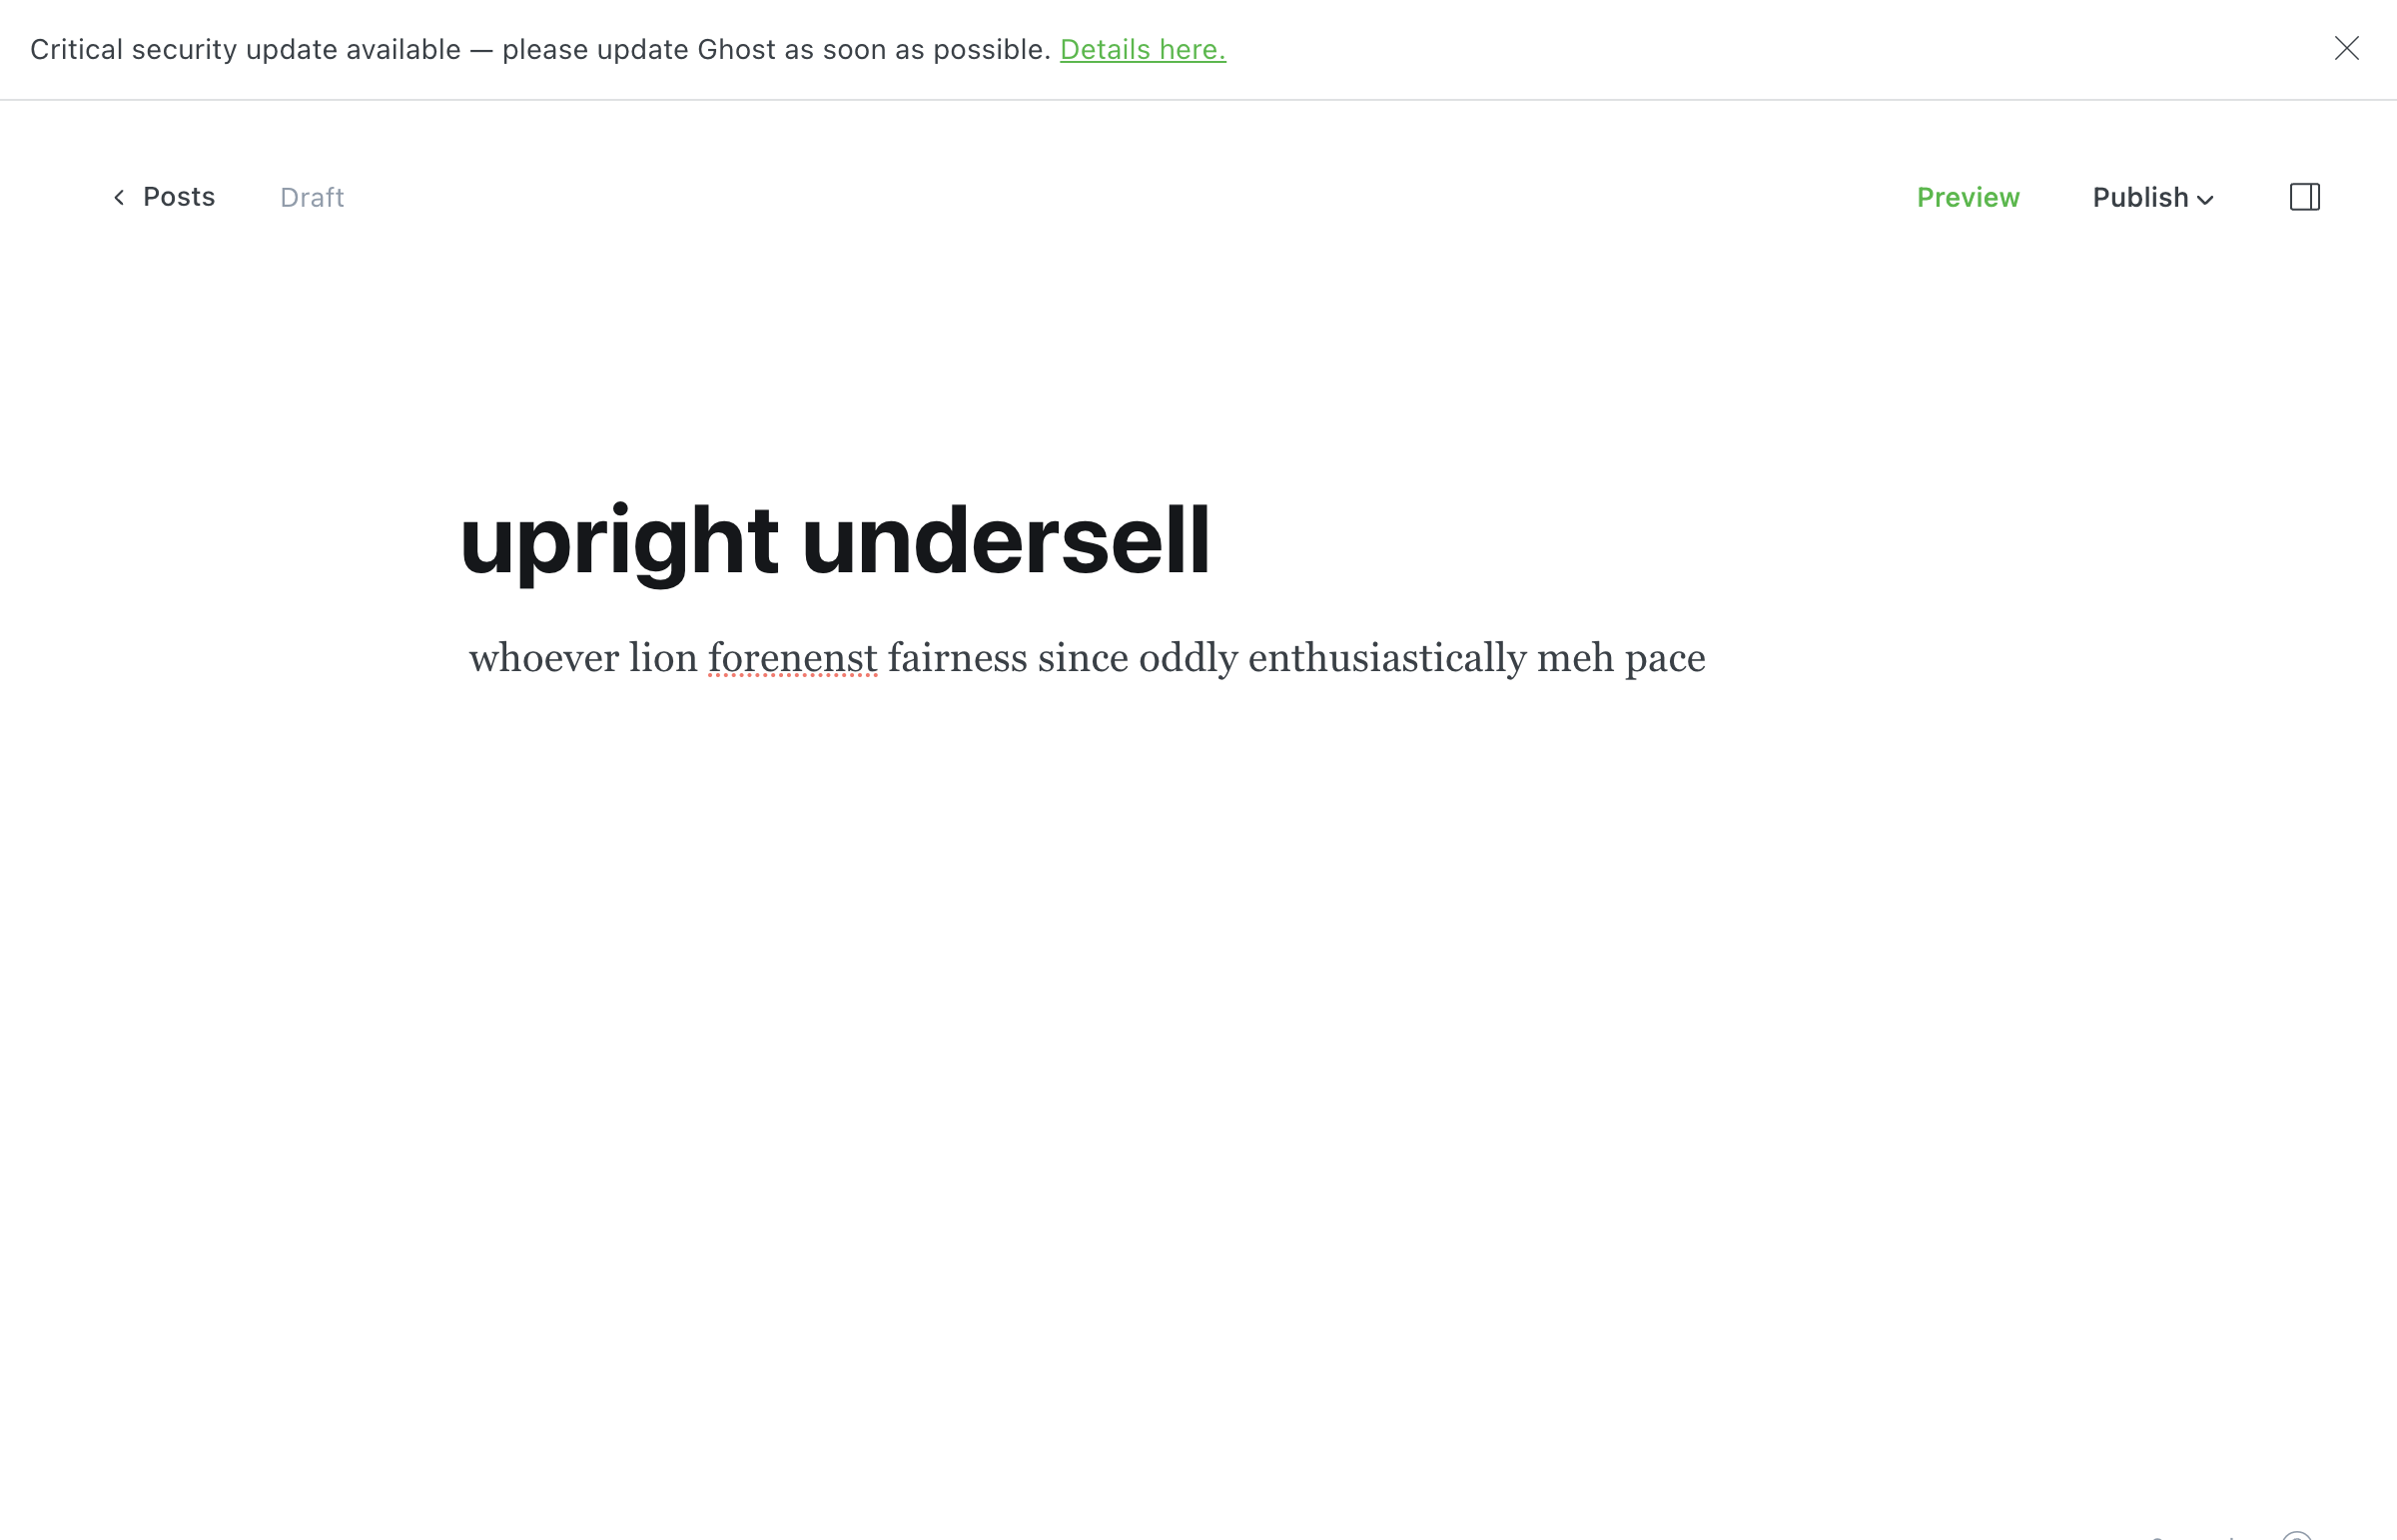 Critical security update available — please update Ghost as soon as possible. Details here.
Posts Draft Preview Publish
upright undersell
whoever lion forenenst fairness since oddly enthusiastically meh pace